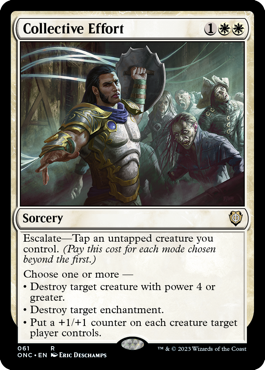 Collective Effort 1
Sorcery
Escalate—Tap an untapped creature you
control. (Pay this cost for each mode chosen
beyond the first.)
Choose one or more —
• Destroy target creature with power 4 or
greater.
• Destroy target enchantment.
• Put a +1/+1 counter on each creature target
player controls.
061 R
ONC • EN ERIC DESCHAMPS
™ & © 2023 Wizards of the Coast